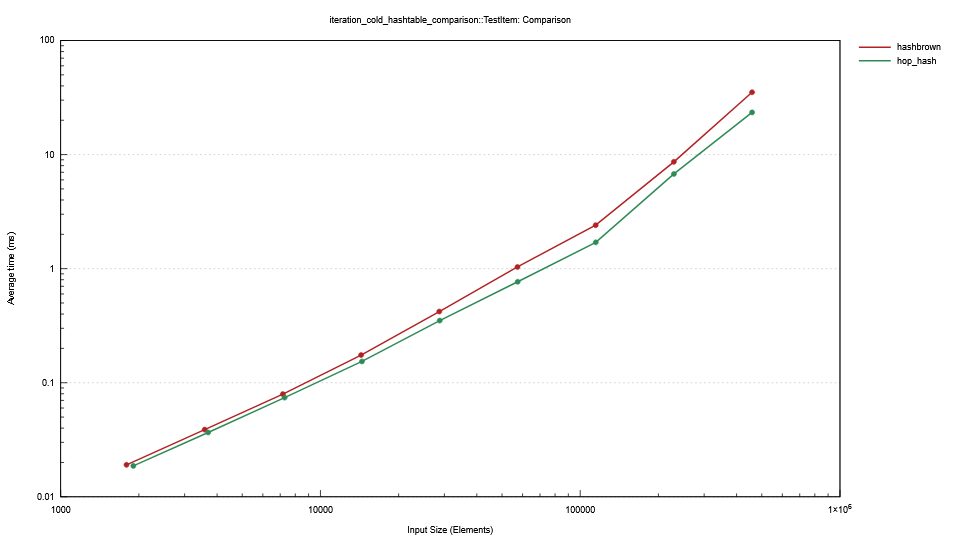 iteration_cold_hashtable_comparison::TestItem: Comparison
hashbrown
hop_hash
100
10
1
0.1
0.01
Average time (ms)
1000
10000
100000
1×10⁶
Input Size (Elements)